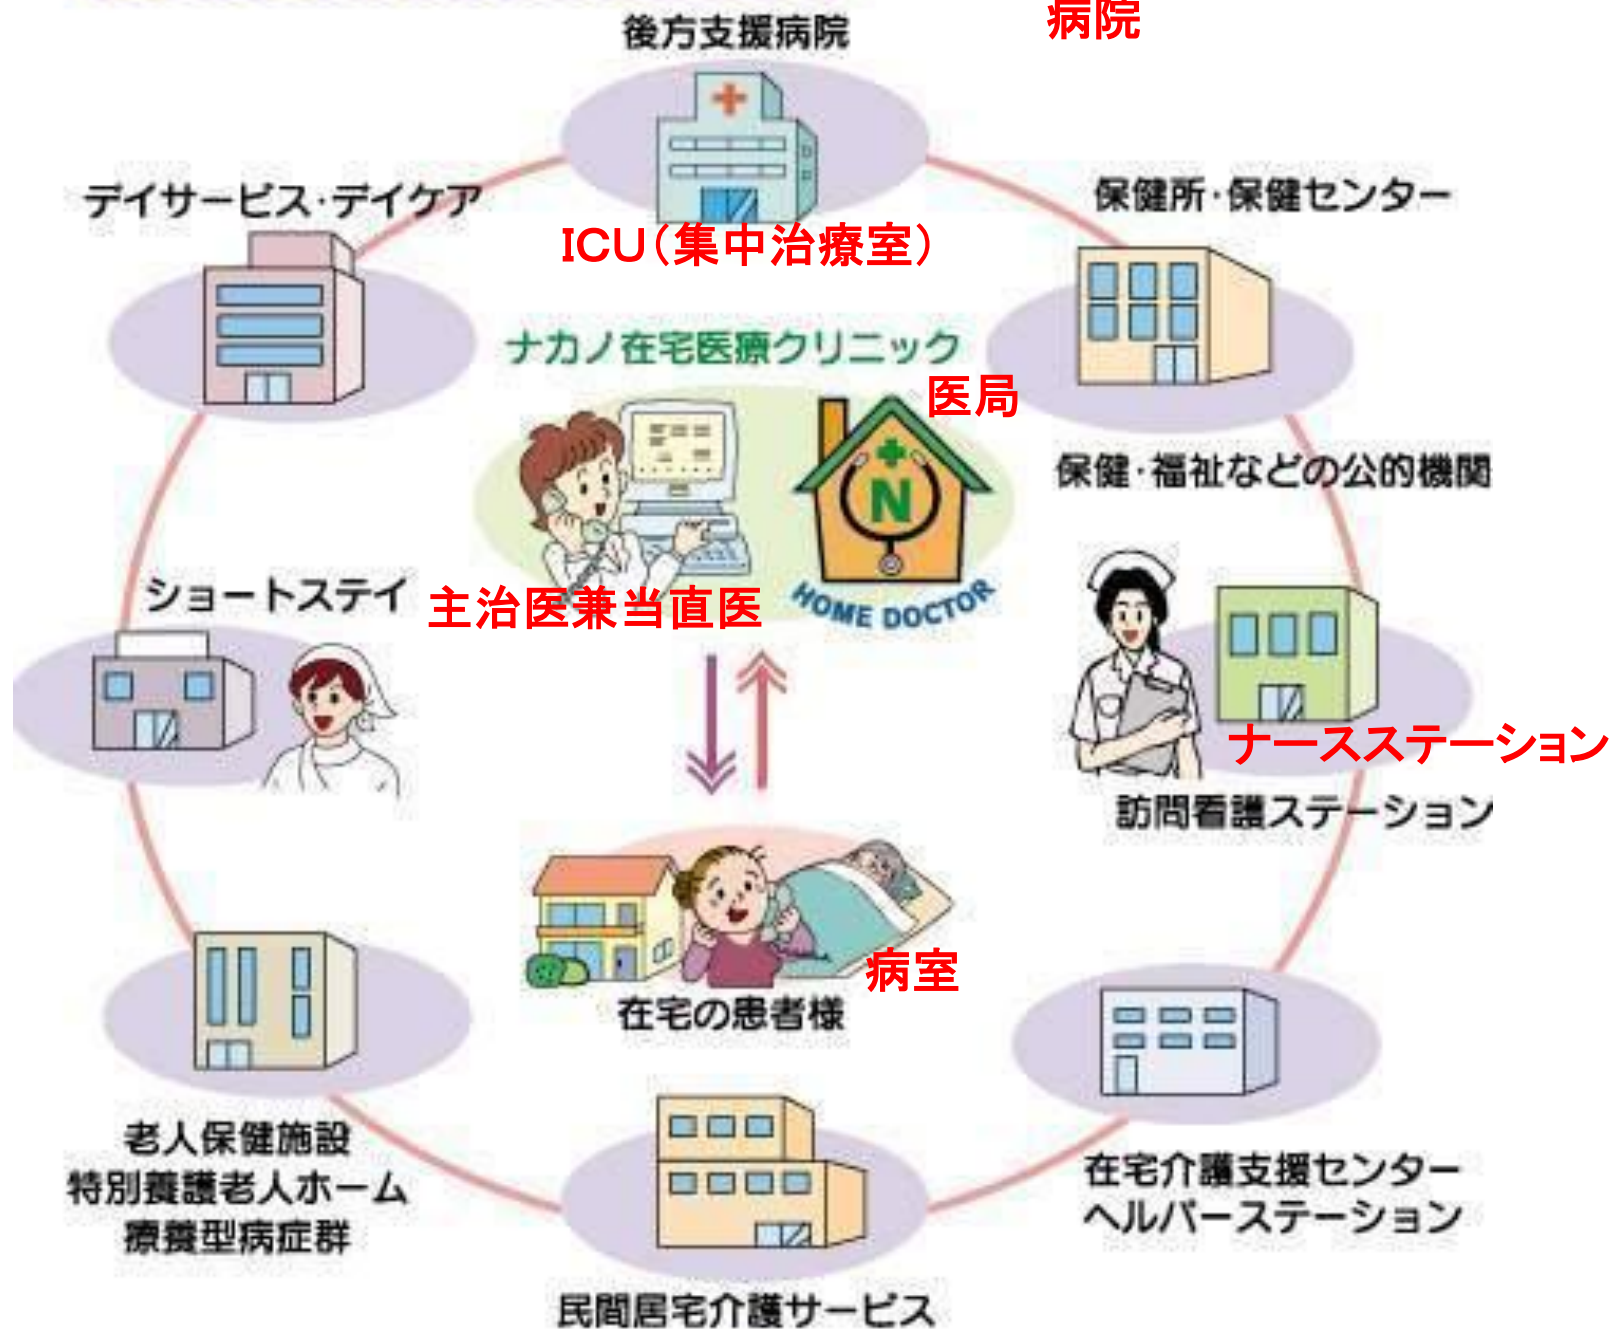 病院
後方支援病院
デイサービス・デイケア
保健所・保健センター
ICU(集中治療室)
ナカノ在宅医療クリニック
医局
N
保健・福祉などの公的機関
ショートステイ
主治医兼当直医
HOME DOCTOR
ナースステーション
訪問看護ステーション
病室
在宅の患者様
老人保健施設
特別養護老人ホーム
療養型病症群
在宅介護支援センター
ヘルパーステーション
民間居宅介護サービス